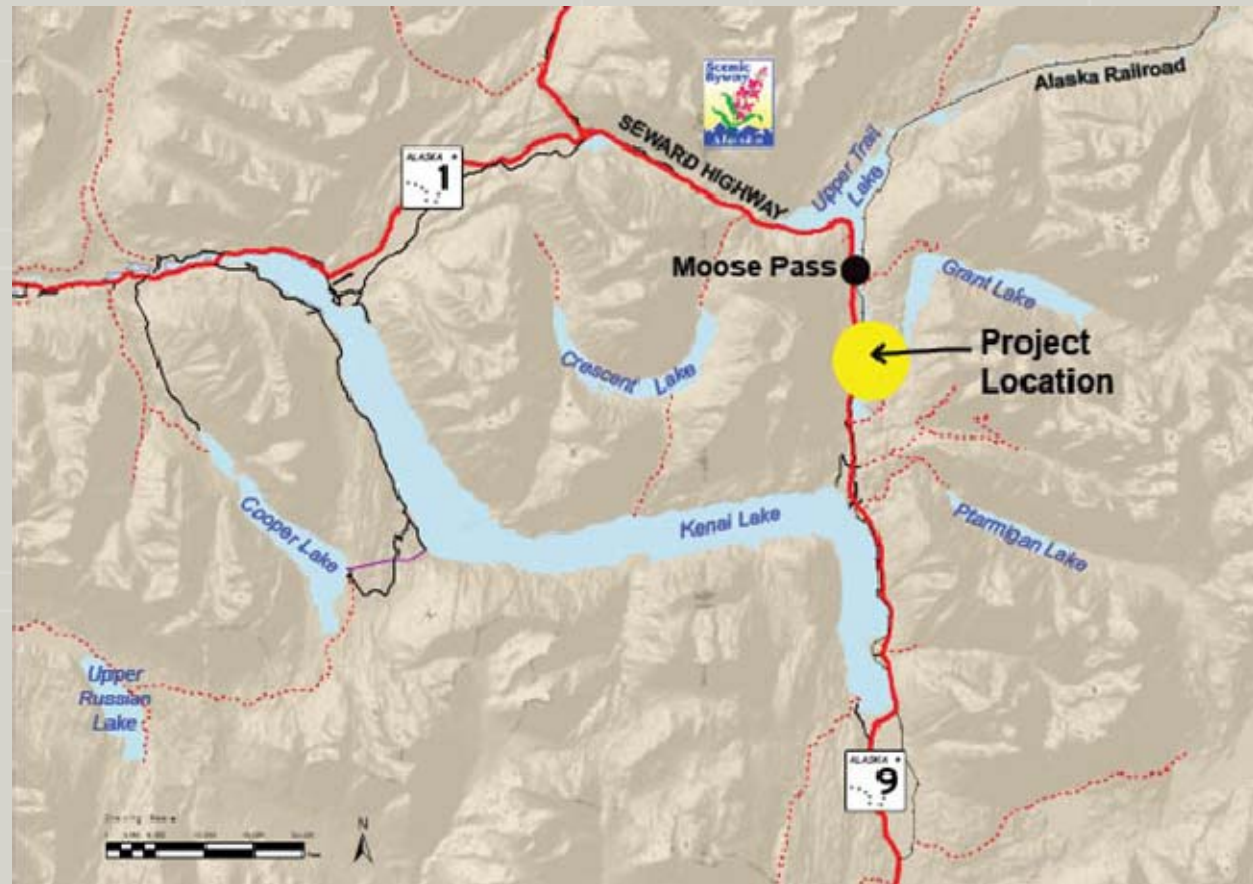 Scenic
Byway
ALASKA
1
SEWARD HIGHWAY
Upper Trail
Lake
Alaska Railroad
Moose Pass
Grant Lake
Project
Location
Crescent Lake
Kenai Lake
Cooper Lake
Ptarmigan Lake
Upper
Russian
Lake
ALASKA
9
N